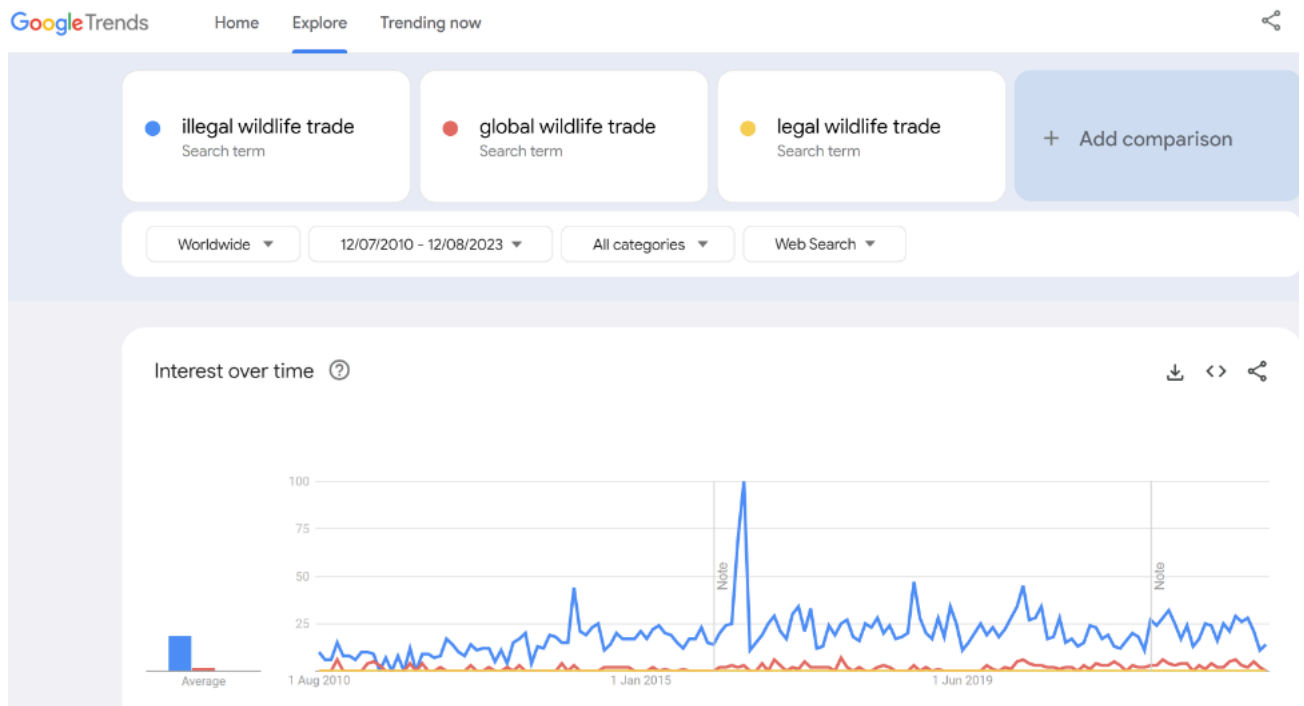 Google Trends
Home
Explore
Trending now
illegal wildlife trade
Search term
global wildlife trade
Search term
legal wildlife trade
Search term
+ Add comparison
Worldwide
12/07/2010 - 12/08/2023
All categories
Web Search
Interest over time ?
100
75
50
25
Note
Note
Average
1 Aug 2010
1 Jan 2015
1 Jun 2019